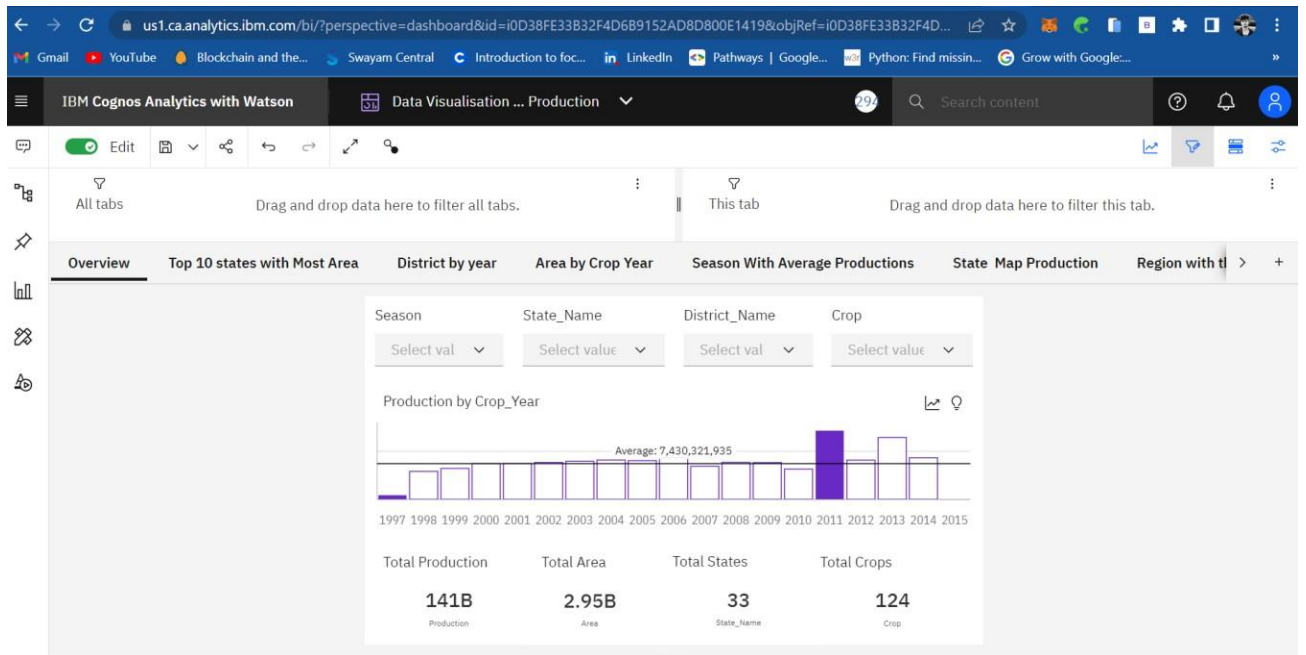 us1.ca.analytics.ibm.com/bi/?perspective=dashboard&id=i0D38FE33B32F4D6B9152AD8D800E1419&objRef=i0D38FE33B32F4D...
Gmail YouTube Blockchain and the... Swayam Central Introduction to foc... LinkedIn Pathways | Google... Python: Find missin... Grow with Google:... »
IBM Cognos Analytics with Watson Data Visualisation ... Production 294 Search content
Edit
All tabs Drag and drop data here to filter all tabs. This tab Drag and drop data here to filter this tab.
Overview Top 10 states with Most Area District by year Area by Crop Year Season With Average Productions State Map Production Region with tl
Season State_Name District_Name Crop
Select val Select value Select val Select value
Production by Crop_Year
Average: 7,430,321,935
1997 1998 1999 2000 2001 2002 2003 2004 2005 2006 2007 2008 2009 2010 2011 2012 2013 2014 2015
Total Production Total Area Total States Total Crops
141B 2.95B 33 124
Production Area State_Name Crop